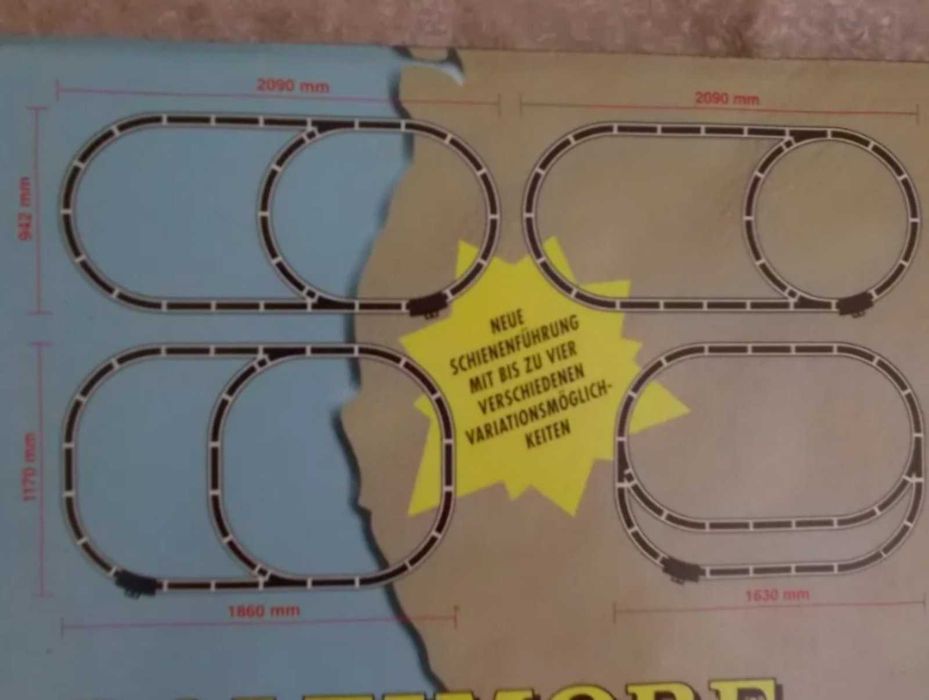 2090 mm
2090 mm
942 mm
NEUE
SCHIENENFÜHRUNG
MIT BIS ZU VIER
VERSCHIEDENEN
VARIATIONSMÖGLICH-
KEITEN
1170 mm
1860 mm
1630 mm
BALTIMORE